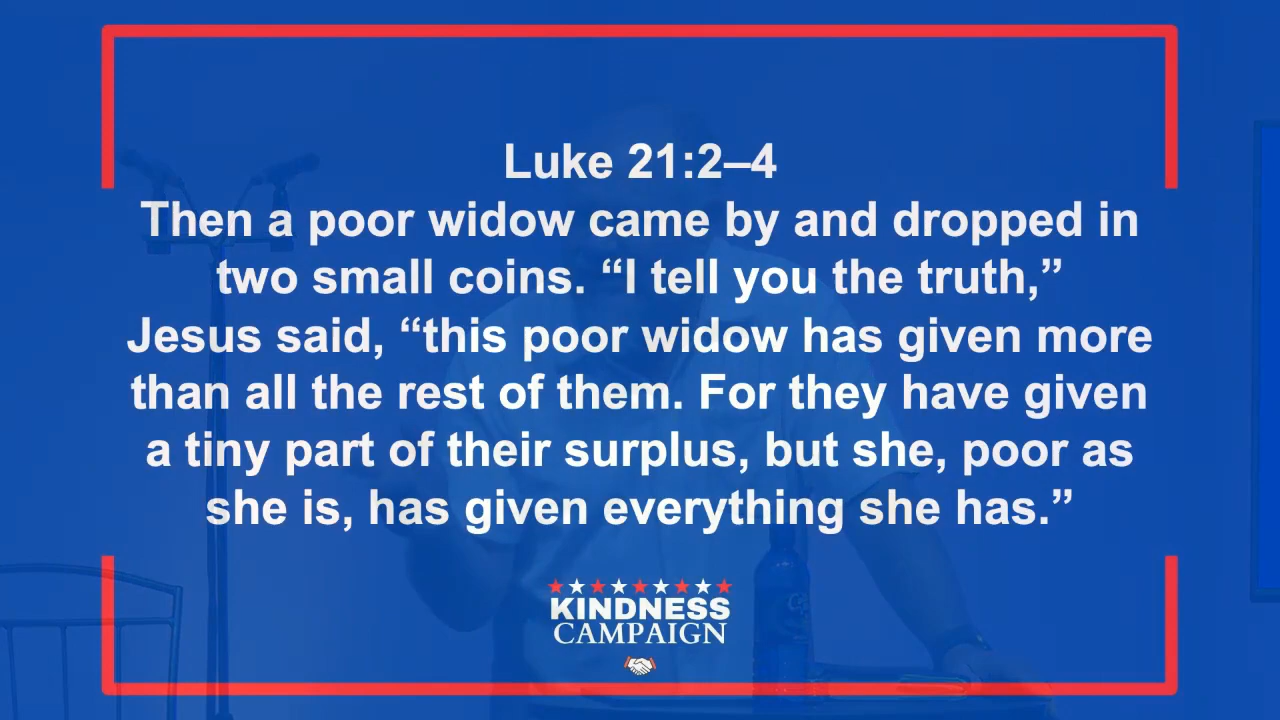 Luke 21:2–4
Then a poor widow came by and dropped in
two small coins. “I tell you the truth,”
Jesus said, “this poor widow has given more
than all the rest of them. For they have given
a tiny part of their surplus, but she, poor as
she is, has given everything she has.”
KINDNESS
CAMPAIGN